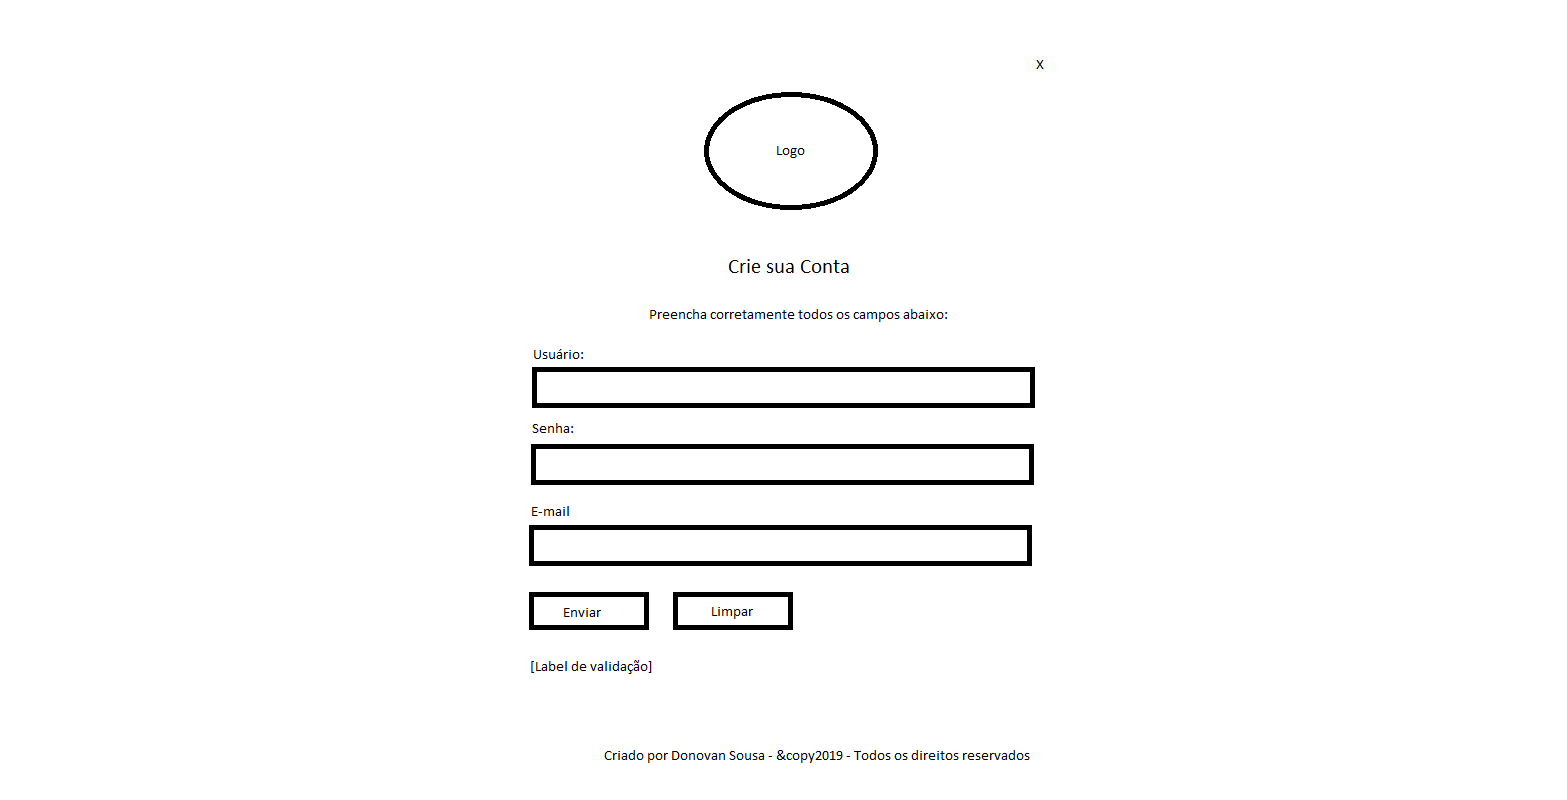 X
Logo
Crie sua Conta
Preencha corretamente todos os campos abaixo:
Usuário:
Senha:
E-mail
Enviar Limpar
[Label de validação]
Criado por Donovan Sousa - &copy2019 - Todos os direitos reservados